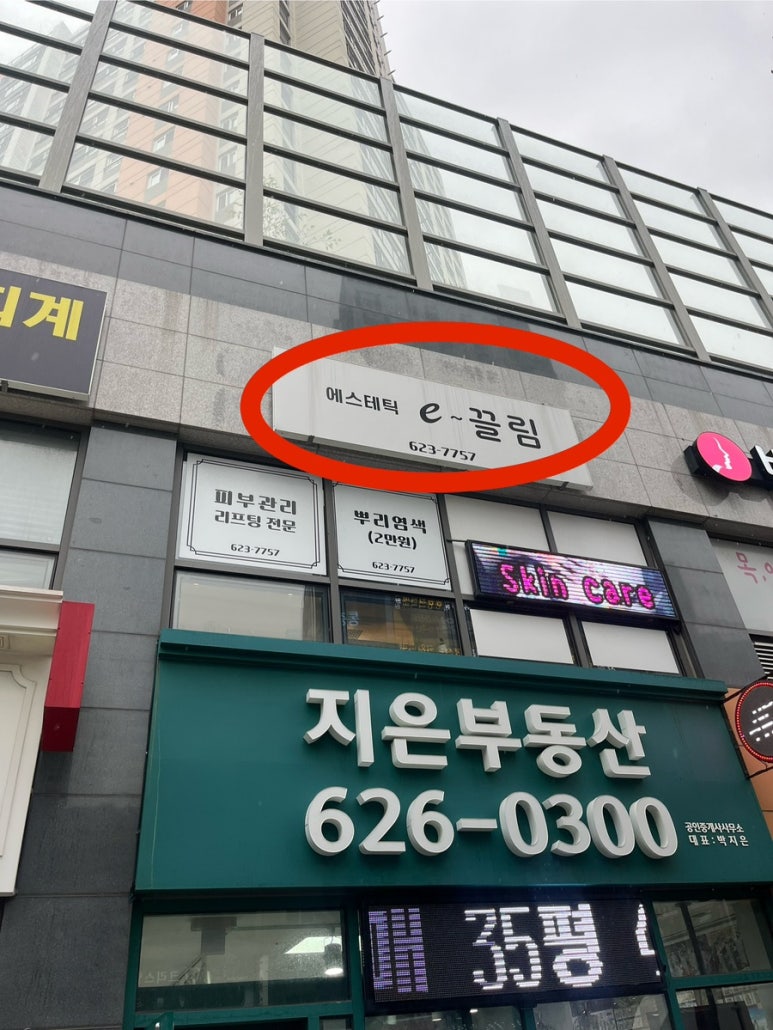 집계
에스테틱 e~끌림
623-7757
피부관리
리프팅 전문
623-7757
뿌리염색
(2만원)
623-7757
Skin care
지은부동산
626-0300
공인중개사사무소
대표:박지은
35평